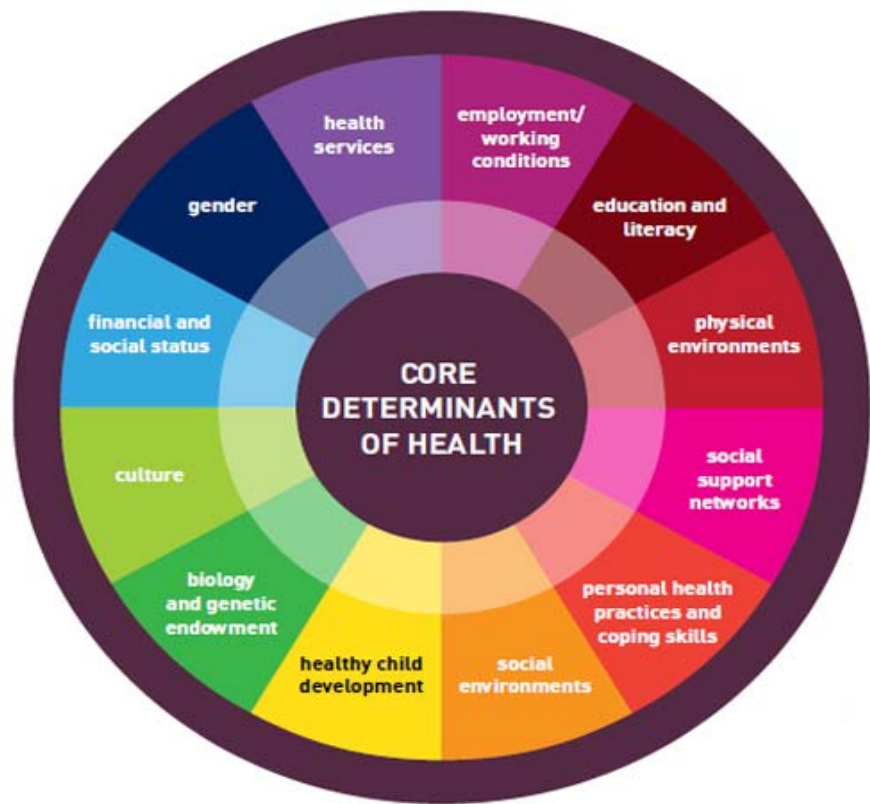 CORE
DETERMINANTS
OF HEALTH
employment/
working
conditions
education and
literacy
physical
environments
social
support
networks
personal health
practices and
coping skills
social
environments
healthy child
development
biology
and genetic
endowment
culture
financial and
social status
gender
health
services